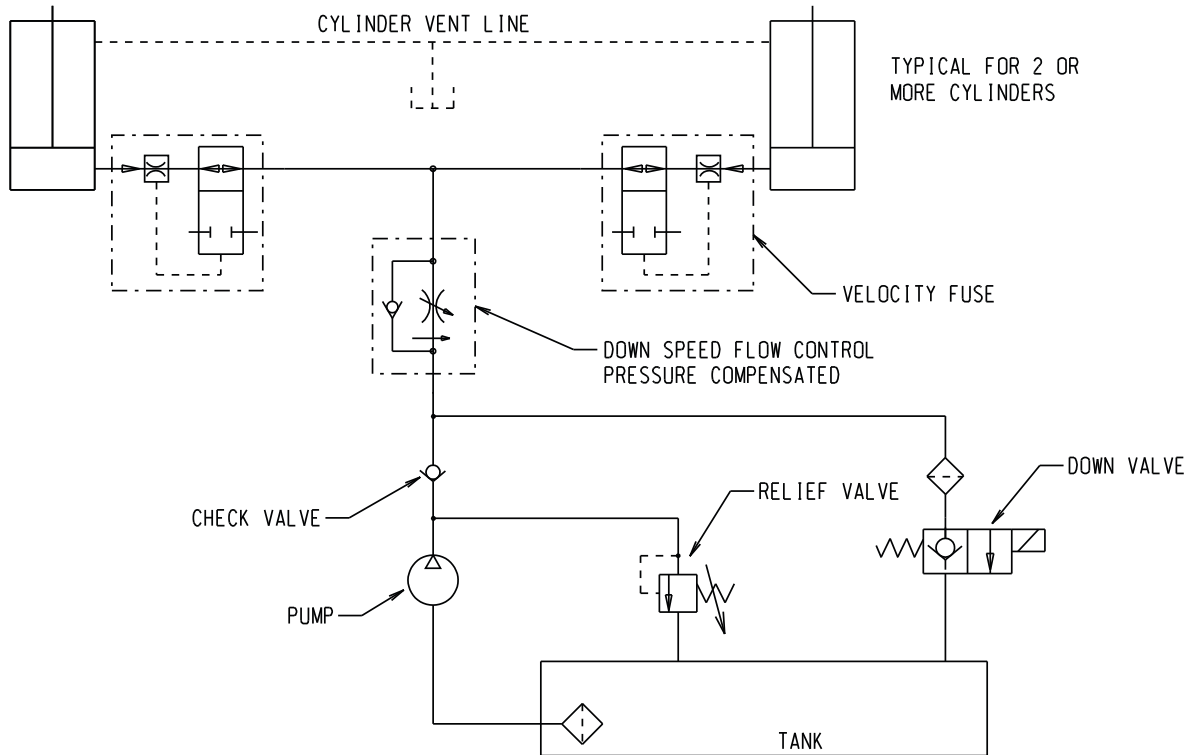 CYLINDER VENT LINE
TYPICAL FOR 2 OR
MORE CYLINDERS
VELOCITY FUSE
DOWN SPEED FLOW CONTROL
PRESSURE COMPENSATED
DOWN VALVE
RELIEF VALVE
CHECK VALVE
PUMP
TANK